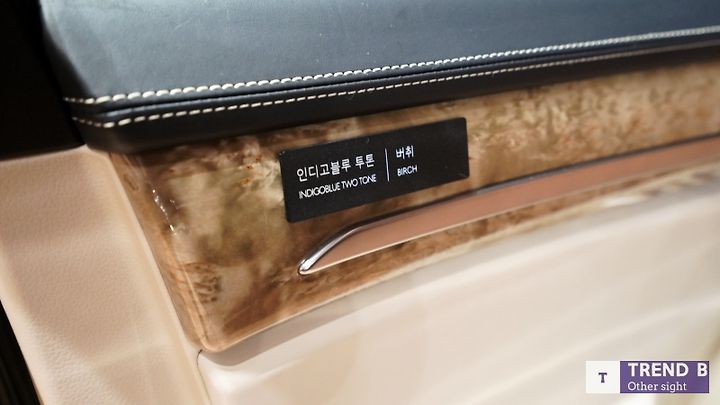 인디고블루 투톤 | 버취
INDIGOBLUE TWO TONE | BIRCH
T TREND B
Other sight